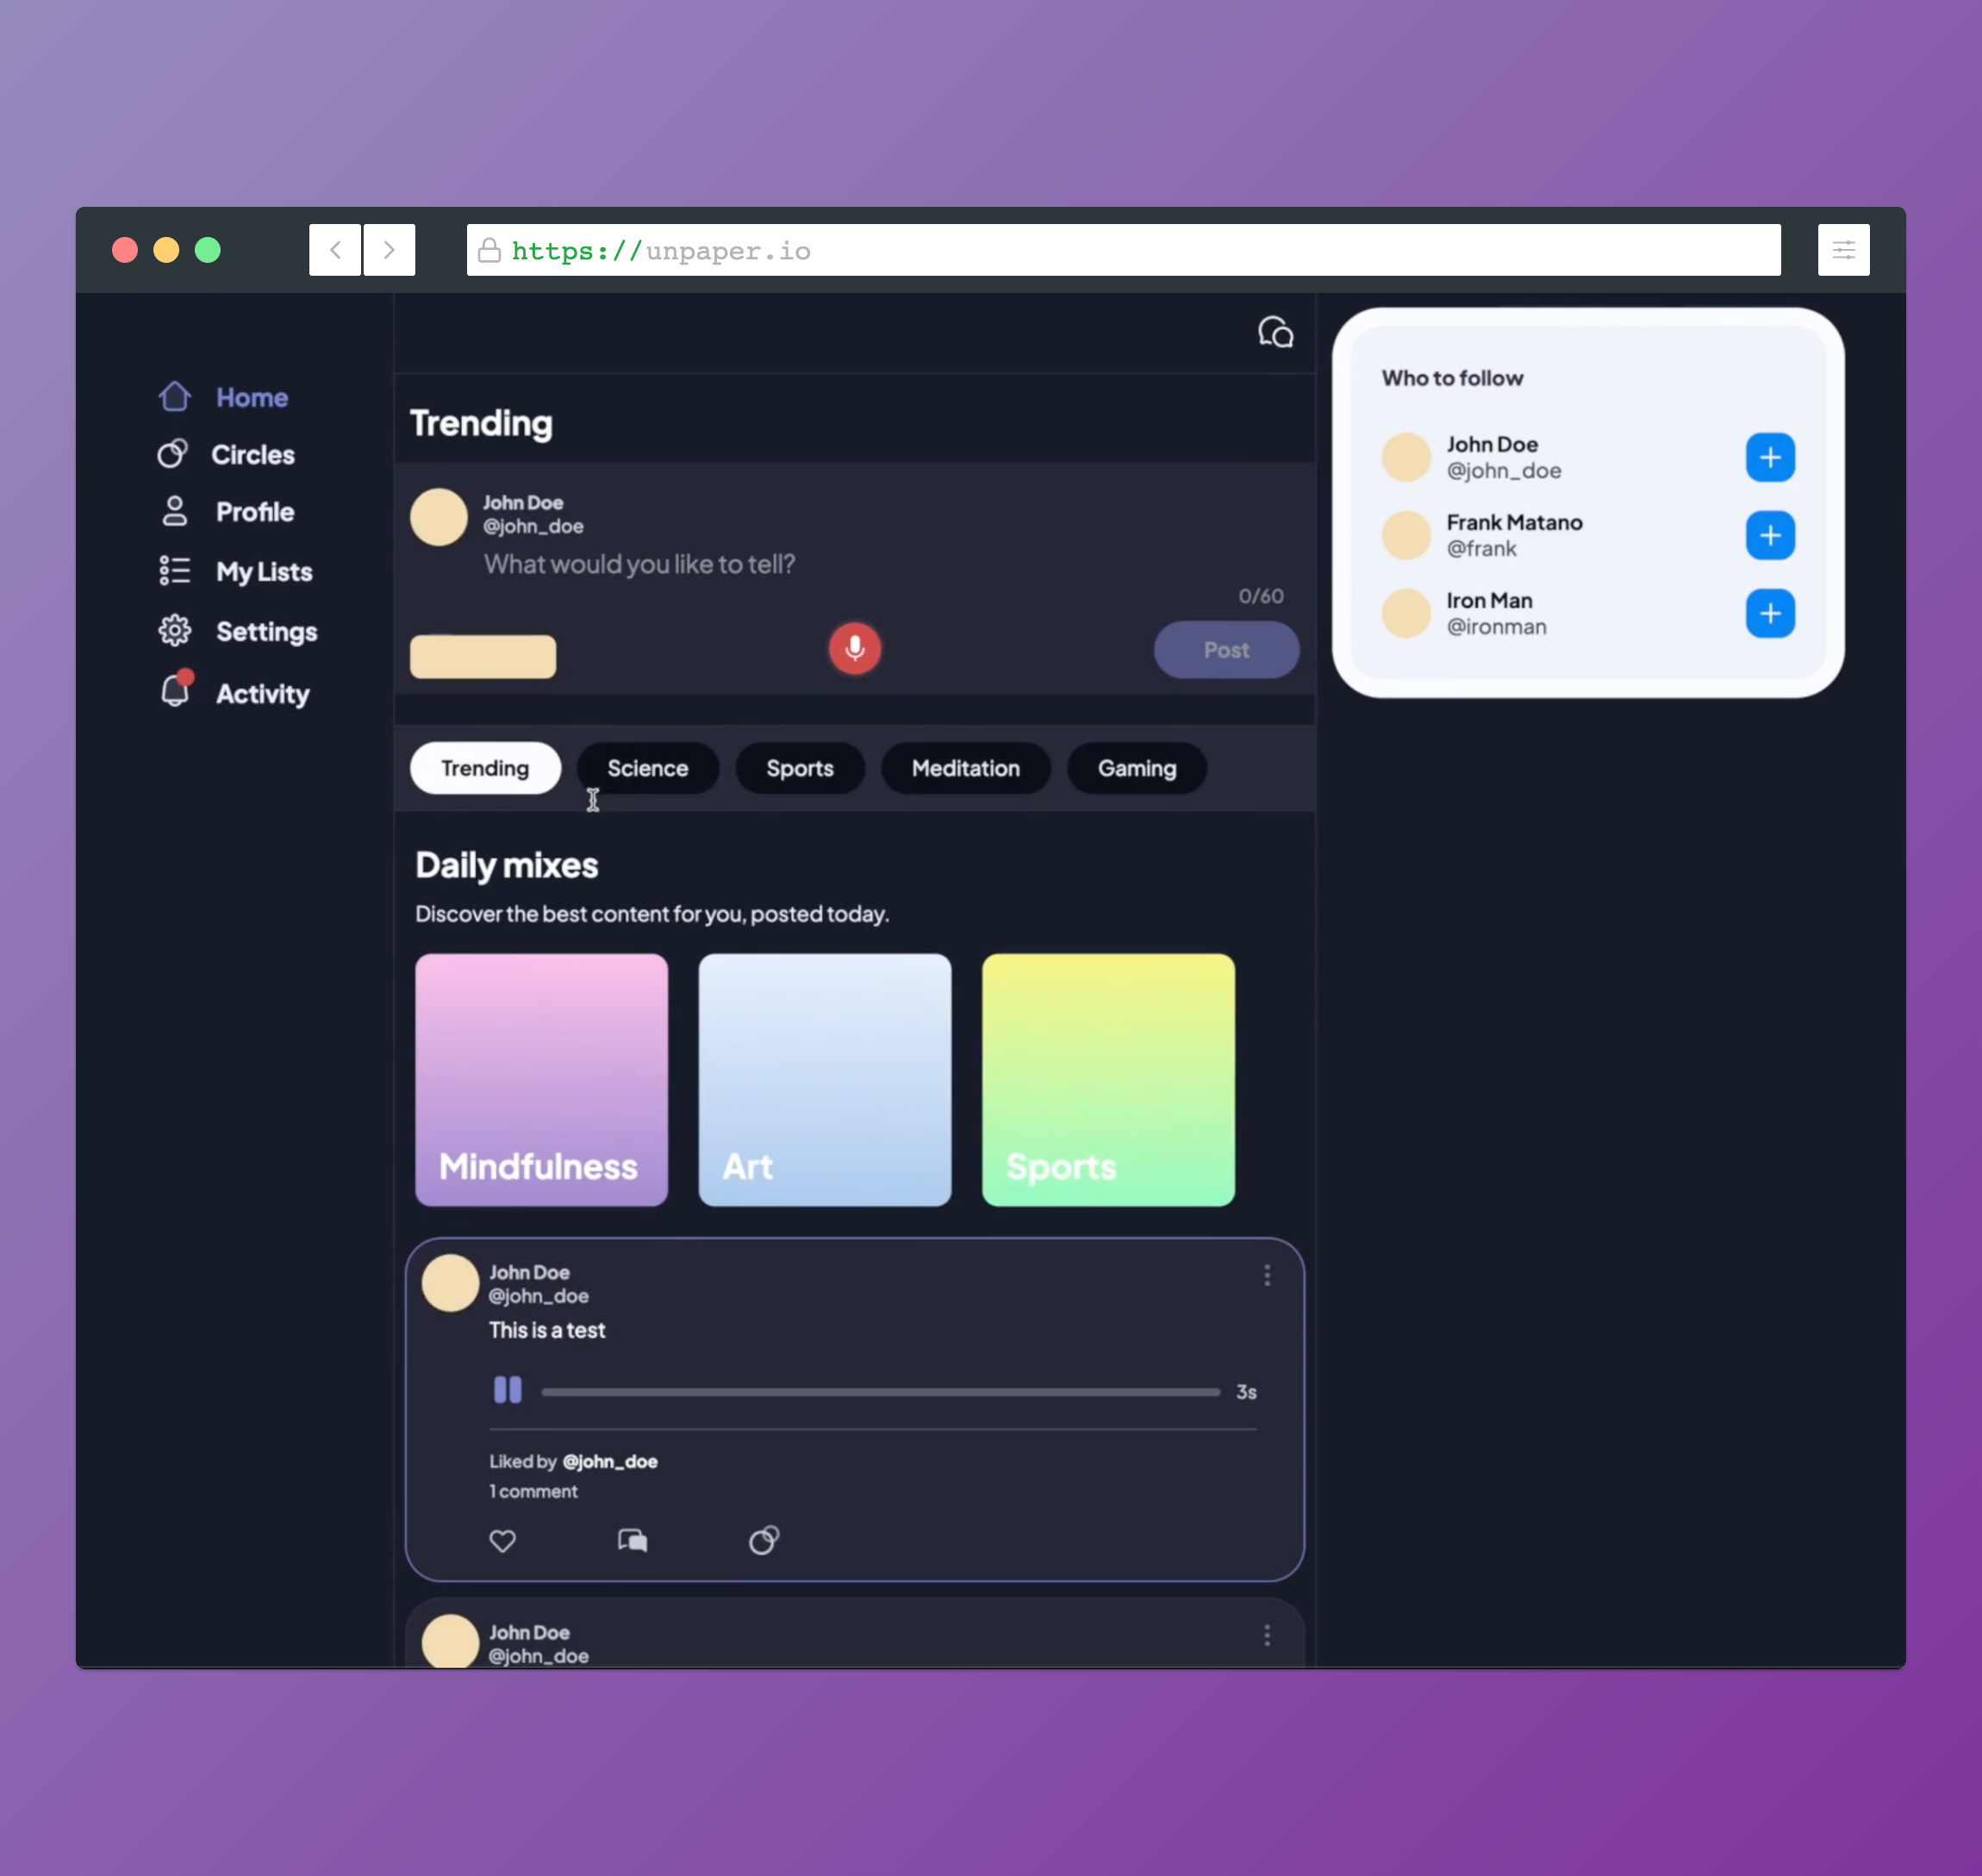 https://unpaper.io
Home
Circles
Profile
My Lists
Settings
Activity
Trending
John Doe
@john_doe
What would you like to tell?
0/60
Post
Trending
Science
Sports
Meditation
Gaming
Daily mixes
Discover the best content for you, posted today.
Mindfulness
Art
Sports
John Doe
@john_doe
This is a test
3s
Liked by @john_doe
1 comment
John Doe
@john_doe
Who to follow
John Doe
@john_doe
Frank Matano
@frank
Iron Man
@ironman